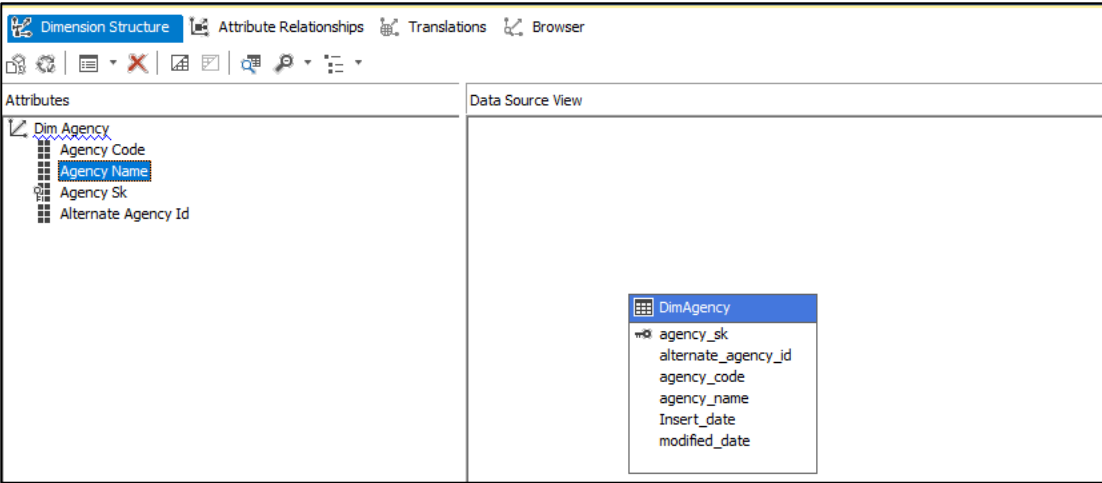 Dimension Structure Attribute Relationships Translations Browser
Attributes
Data Source View
Dim Agency
Agency Code
Agency Name
Agency Sk
Alternate Agency Id
DimAgency
agency_sk
alternate_agency_id
agency_code
agency_name
Insert_date
modified_date